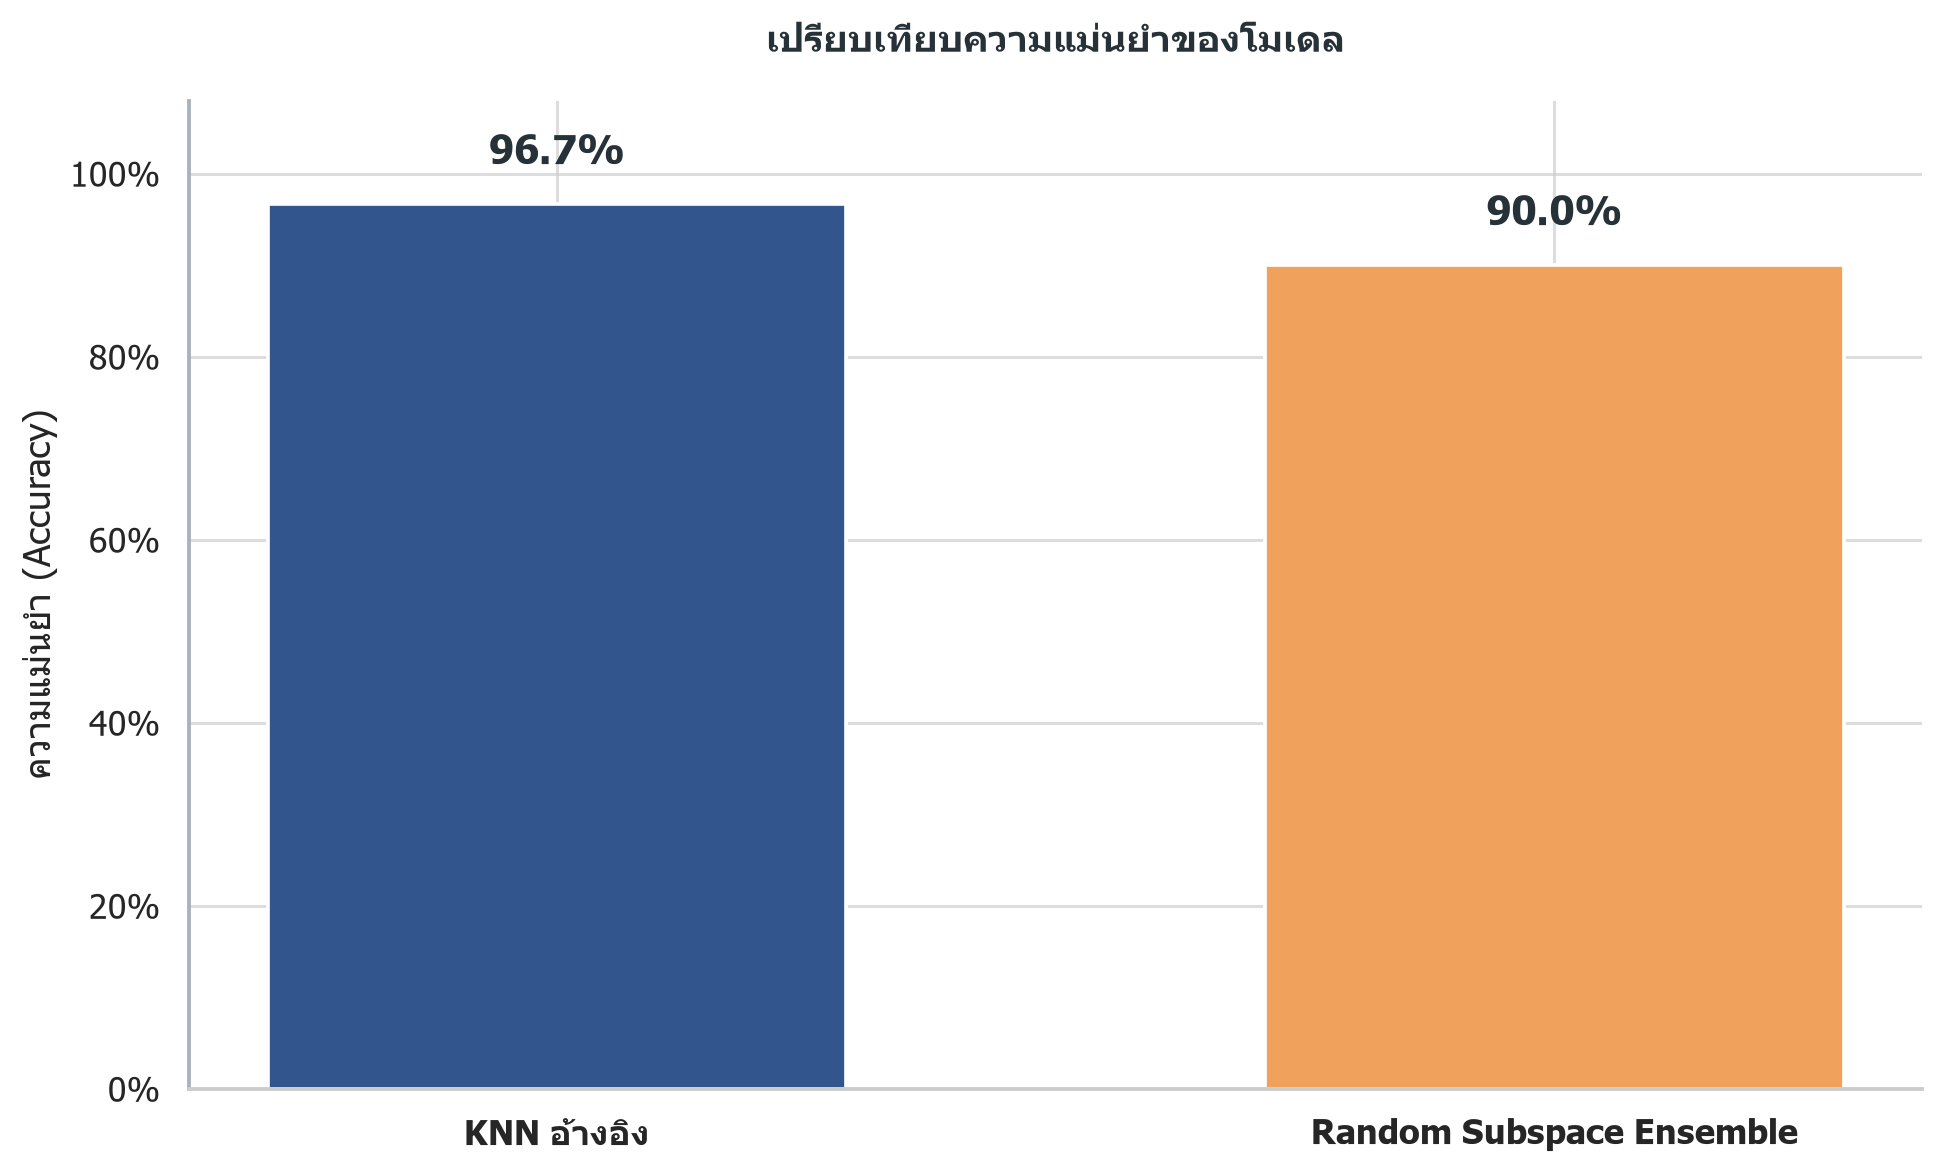 เปรียบเทียบความแม่นยำของโมเดล
96.7%
90.0%
100%
80%
60%
40%
20%
0%
ความแม่นยำ (Accuracy)
KNN อ้างอิง
Random Subspace Ensemble